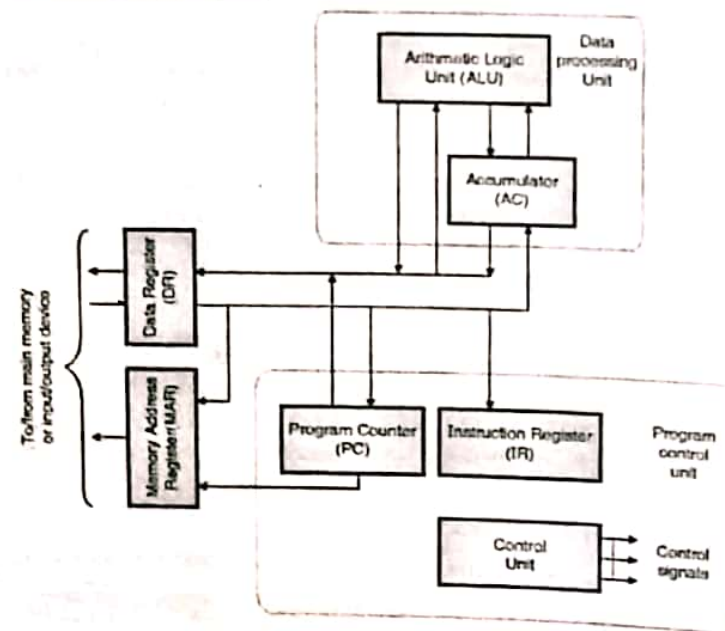 Arithmatic Logic
Unit (ALU)
Data
processing
Unit
Accumulator
(AC)
Data Register
(DR)
To/from main memory
or input/output device
Memory Address
Register(MAR)
Program Counter
(PC)
Instruction Register
(IR)
Program
control
unit
Control
Unit
Control
signals